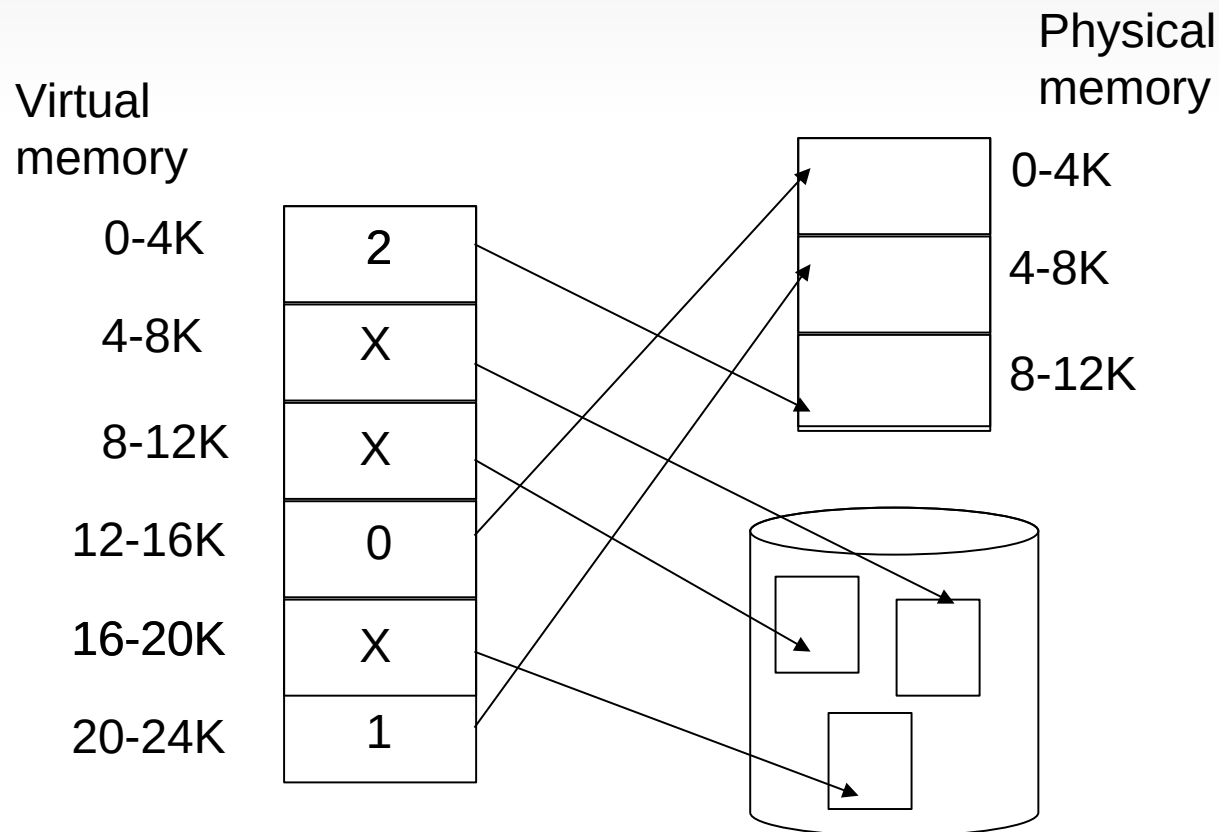 Physical
memory
Virtual
memory
0-4K
2
4-8K
X
8-12K
X
12-16K
0
16-20K
X
20-24K
1
0-4K
4-8K
8-12K